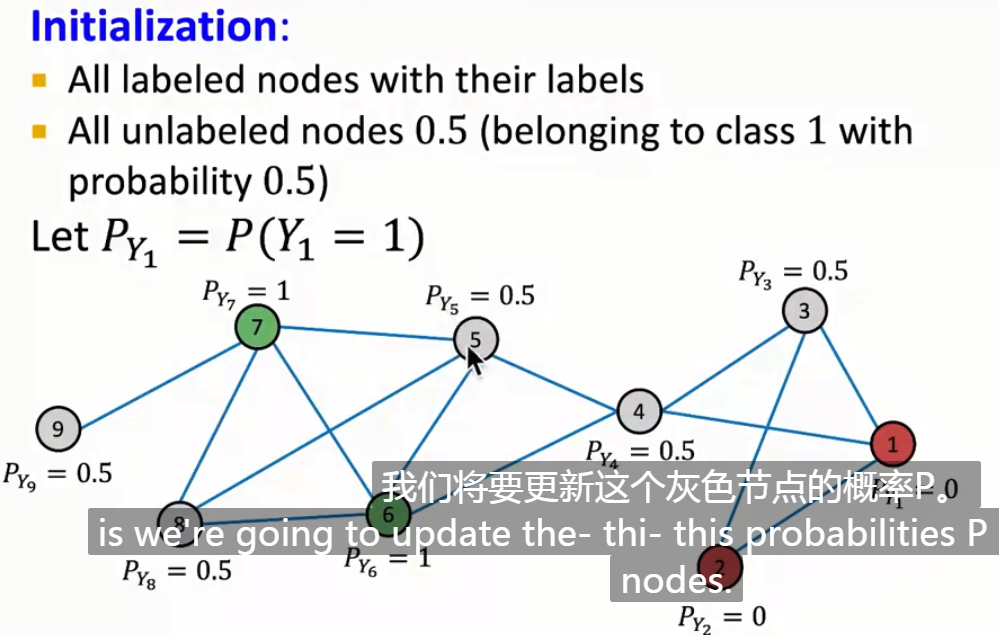 Initialization:
▪ All labeled nodes with their labels
▪ All unlabeled nodes 0.5 (belonging to class 1 with
probability 0.5)
Let P_{Y_1} = P(Y_1 = 1)
P_{Y_3} = 0.5
P_{Y_7} = 1
P_{Y_5} = 0.5
3
7
5
4
9
1
P_{Y_4} = 0.5
P_{Y_9} = 0.5
P_{Y_1} = 0
我们将要更新这个灰色节点的概率P。
8
6
is we're going to update the- thi- this probabilities P
P_{Y_6} = 1
P_{Y_8} = 0.5
2
nodes.
P_{Y_2} = 0